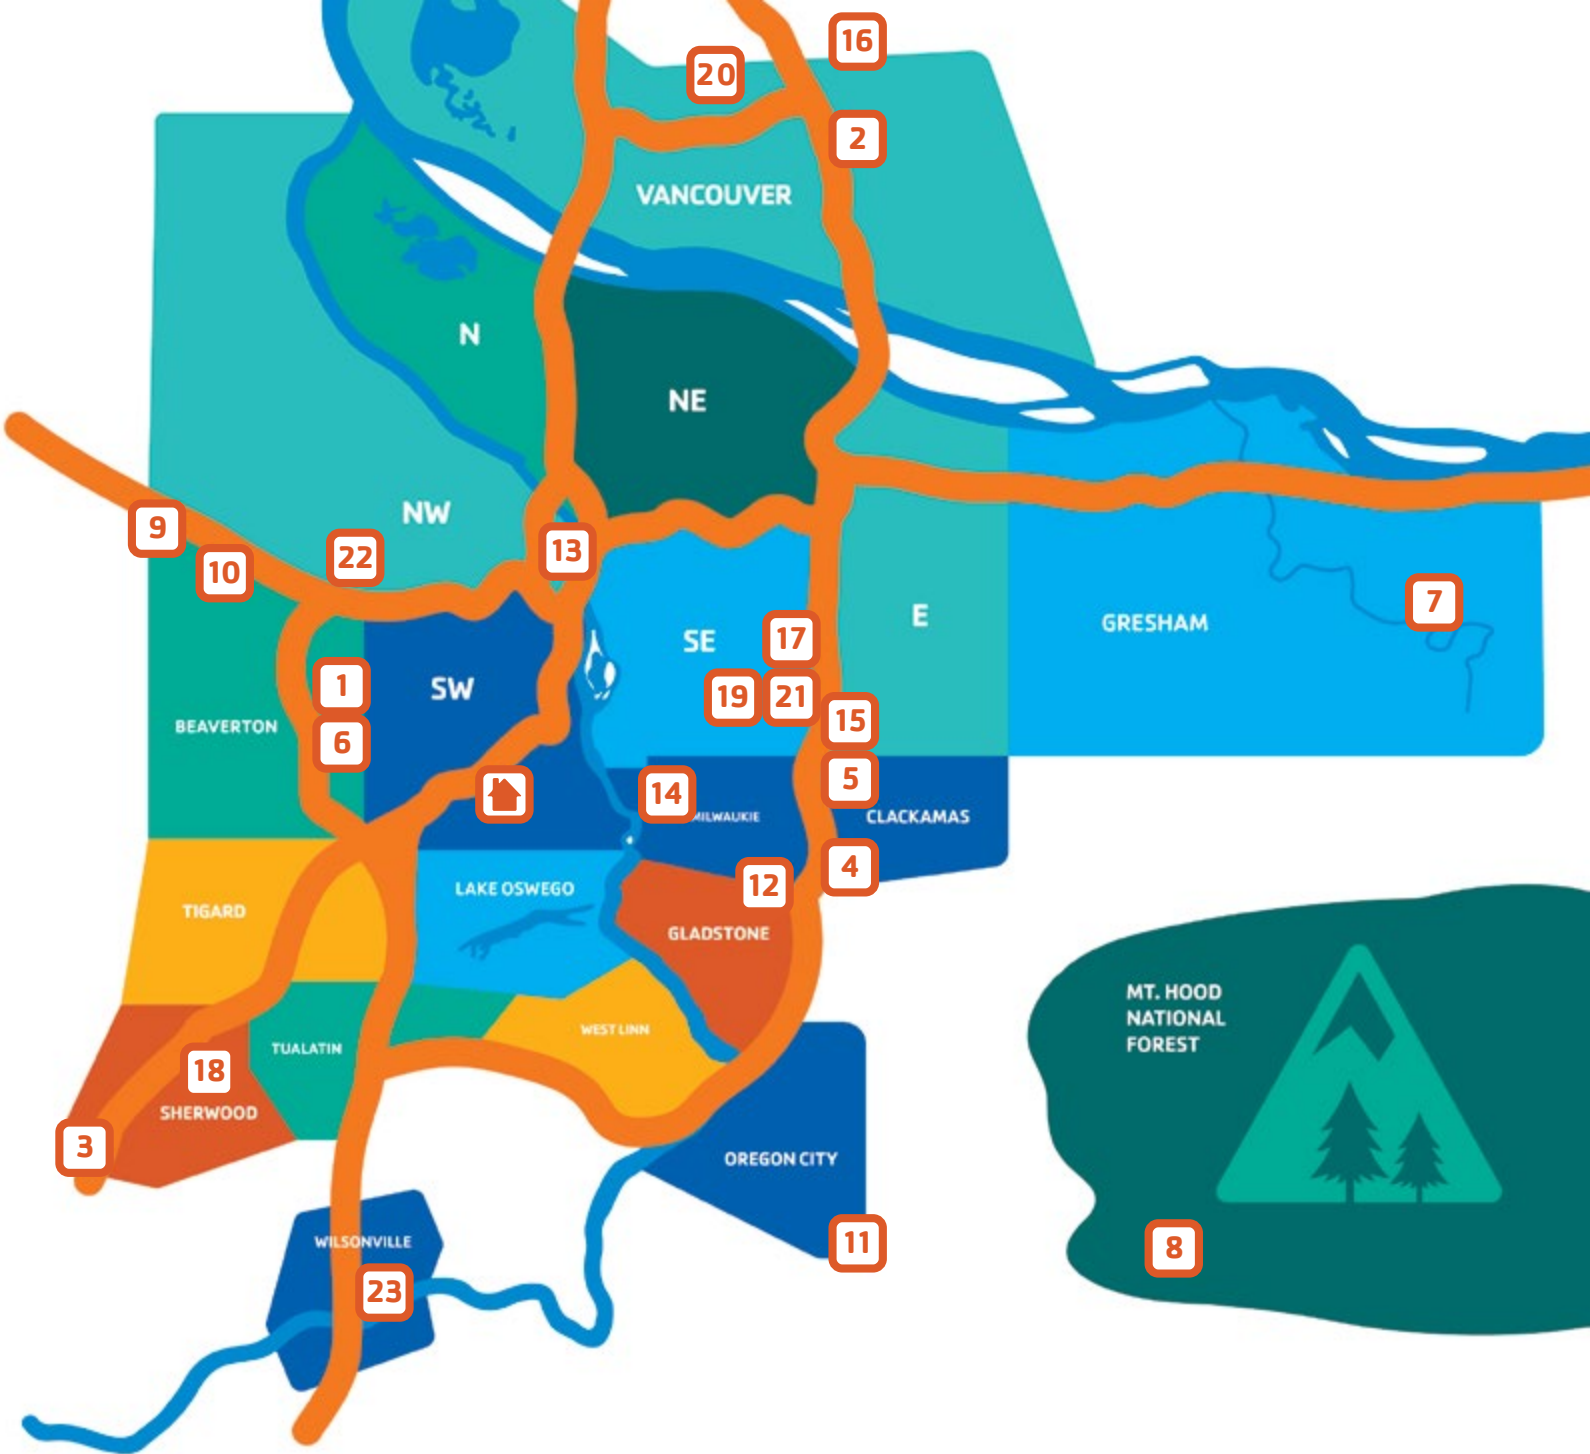 16
20
2
VANCOUVER
N
NE
NW
9
22
13
10
7
E
GRESHAM
SE
17
1
SW
19
21
15
BEAVERTON
6
5
14
MILWAUKIE
CLACKAMAS
4
12
LAKE OSWEGO
TIGARD
GLADSTONE
MT. HOOD
NATIONAL
FOREST
WEST LINN
TUALATIN
18
SHERWOOD
3
OREGON CITY
WILSONVILLE
11
8
23